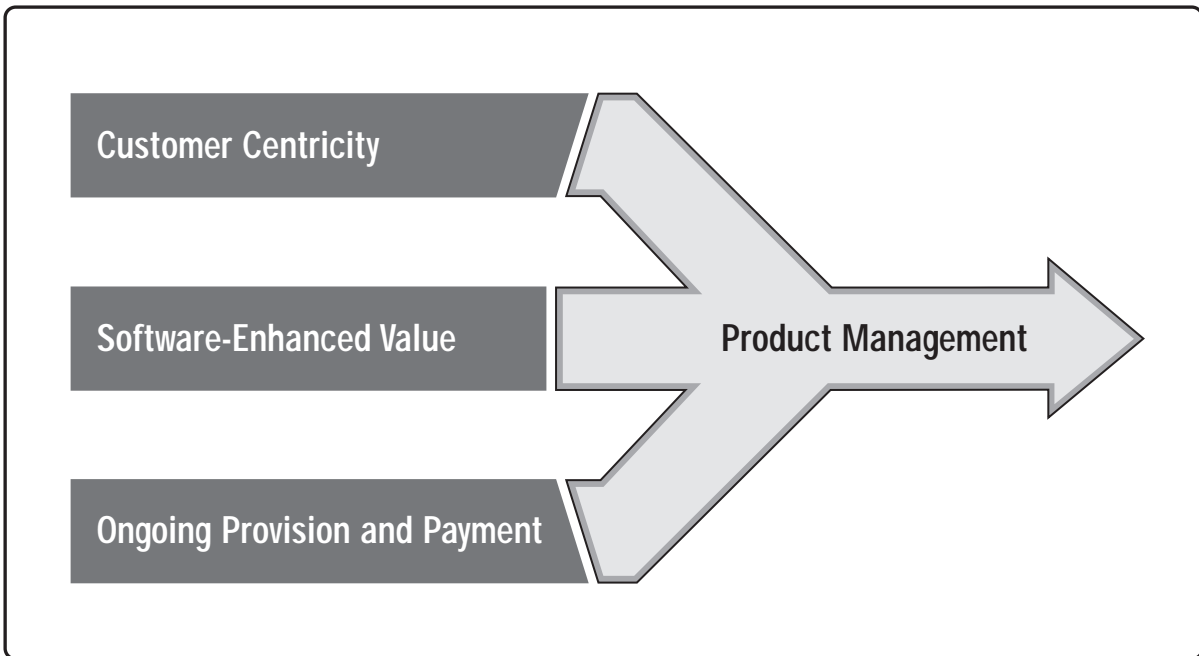 Customer Centricity
Software-Enhanced Value
Product Management
Ongoing Provision and Payment